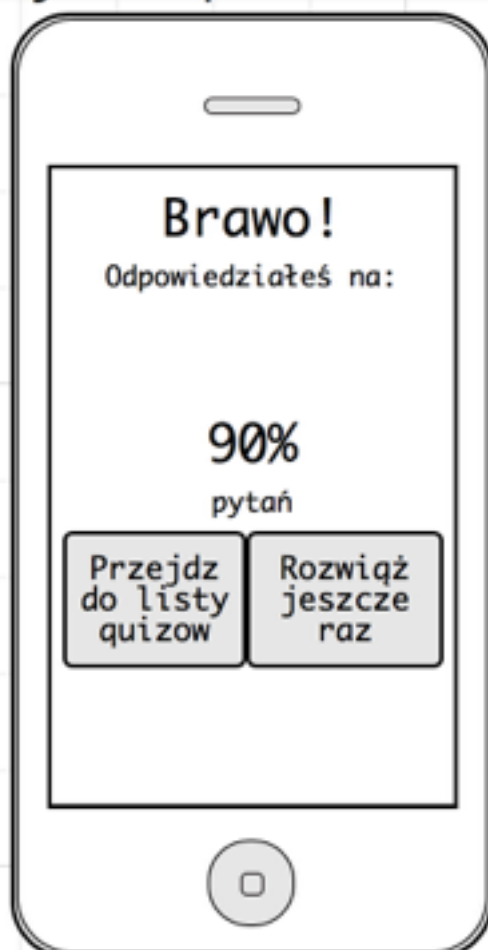 Brawo!
Odpowiedziałeś na:
90%
pytań
Przejdz
do listy
quizow
Rozwiąż
jeszcze
raz